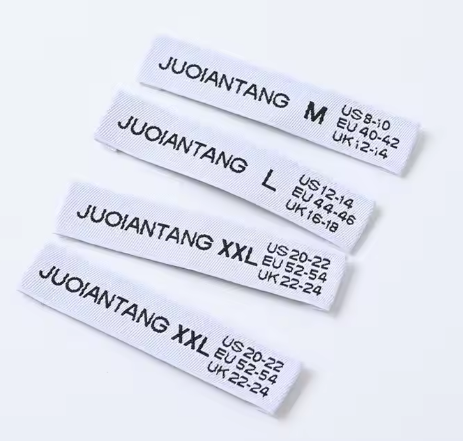 JUOIANTANG M US 8-10
EU 40-42
UK 12-14
JUOIANTANG L US 12-14
EU 44-46
UK 16-18
JUOIANTANG XXL US 20-22
EU 52-54
UK 22-24
JUOIANTANG XXL US 20-22
EU 52-54
UK 22-24